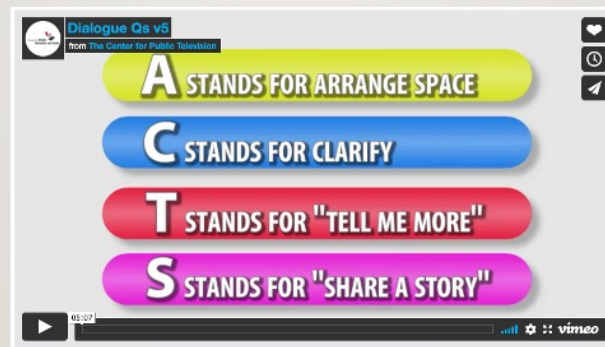 Dialogue Qs v5
from The Center for Public Television
A STANDS FOR ARRANGE SPACE
C STANDS FOR CLARIFY
T STANDS FOR "TELL ME MORE"
S STANDS FOR "SHARE A STORY"
05:07
vimeo